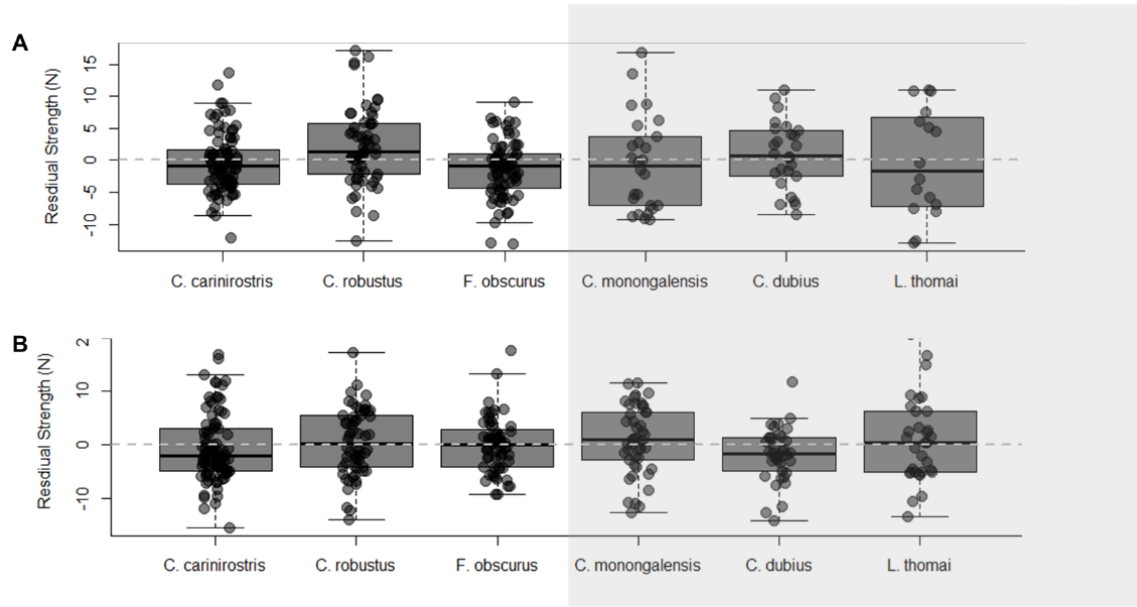 A
Resdiual Strength (N)
15
10
5
0
-5
-10
C. carinirostris C. robustus F. obscurus C. monongalensis C. dubius L. thomai
B
Resdiual Strength (N)
2
10
0
-10
C. carinirostris C. robustus F. obscurus C. monongalensis C. dubius L. thomai